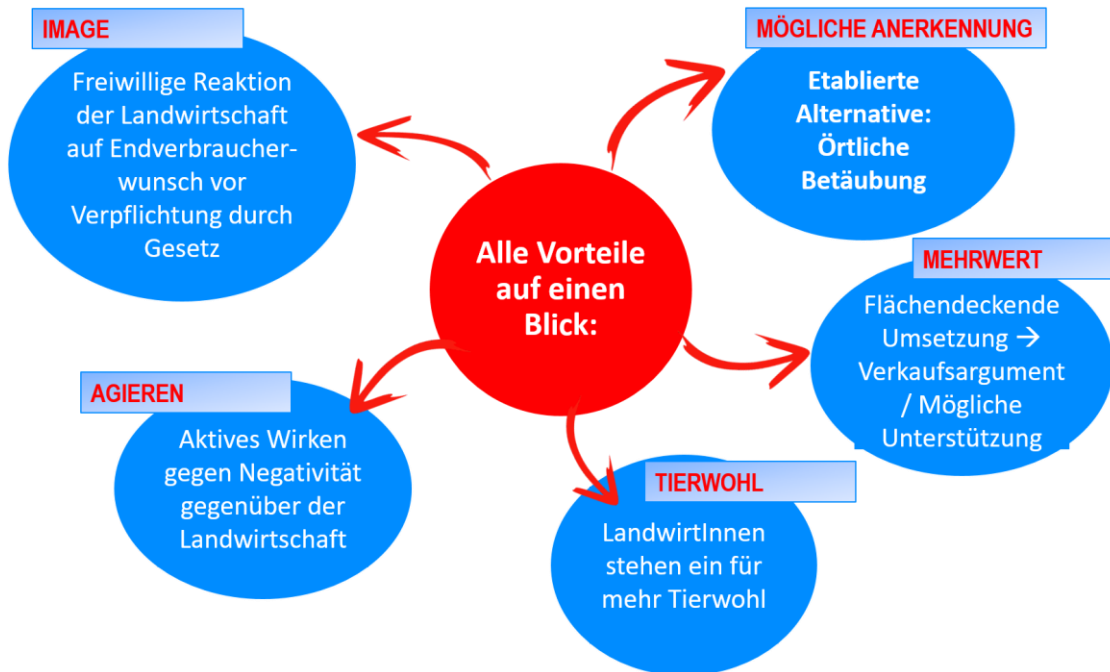 IMAGE
Freiwillige Reaktion
der Landwirtschaft
auf Endverbraucher-
wunsch vor
Verpflichtung durch
Gesetz
MÖGLICHE ANERKENNUNG
Etablierte
Alternative:
Örtliche
Betäubung
Alle Vorteile
auf einen
Blick:
MEHRWERT
Flächendeckende
Umsetzung →
Verkaufsargument
/ Mögliche
Unterstützung
AGIEREN
Aktives Wirken
gegen Negativität
gegenüber der
Landwirtschaft
TIERWOHL
LandwirtInnen
stehen ein für
mehr Tierwohl